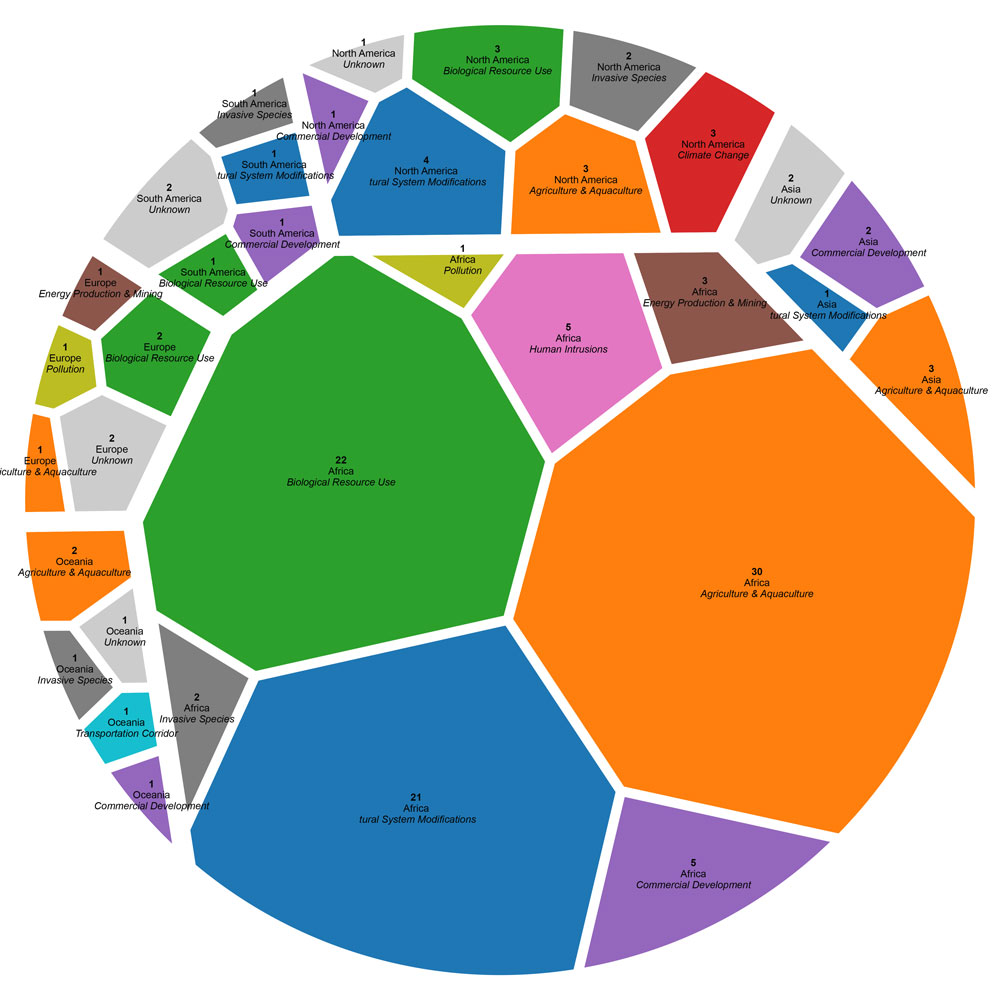 1
North America
Unknown
3
North America
Biological Resource Use
2
North America
Invasive Species
1
South America
Invasive Species
1
North America
Commercial Development
3
North America
Climate Change
4
North America
tural System Modifications
3
North America
Agriculture & Aquaculture
1
South America
tural System Modifications
2
South America
Unknown
2
Asia
Unknown
1
South America
Commercial Development
2
Asia
Commercial Development
1
South America
Biological Resource Use
1
Africa
Pollution
1
Europe
Energy Production & Mining
3
Africa
Energy Production & Mining
1
Asia
tural System Modifications
5
Africa
Human Intrusions
2
Europe
Biological Resource Use
1
Europe
Pollution
3
Asia
Agriculture & Aquaculture
2
Europe
Unknown
1
Europe
iculture & Aquaculture
22
Africa
Biological Resource Use
2
Oceania
Agriculture & Aquaculture
30
Africa
Agriculture & Aquaculture
1
Oceania
Unknown
1
Oceania
Invasive Species
2
Africa
Invasive Species
1
Oceania
Transportation Corridor
1
Oceania
Commercial Development
21
Africa
tural System Modifications
5
Africa
Commercial Development